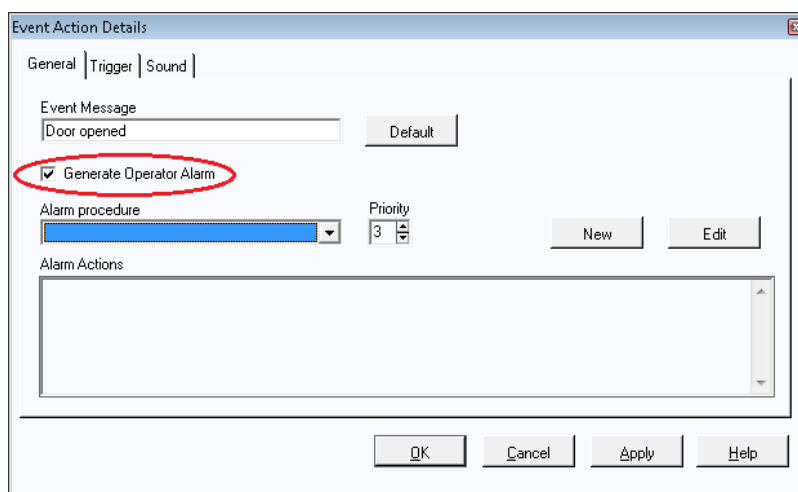 Event Action Details
General Trigger Sound
Event Message
Door opened Default
Generate Operator Alarm
Alarm procedure Priority
3 New Edit
Alarm Actions
OK Cancel Apply Help